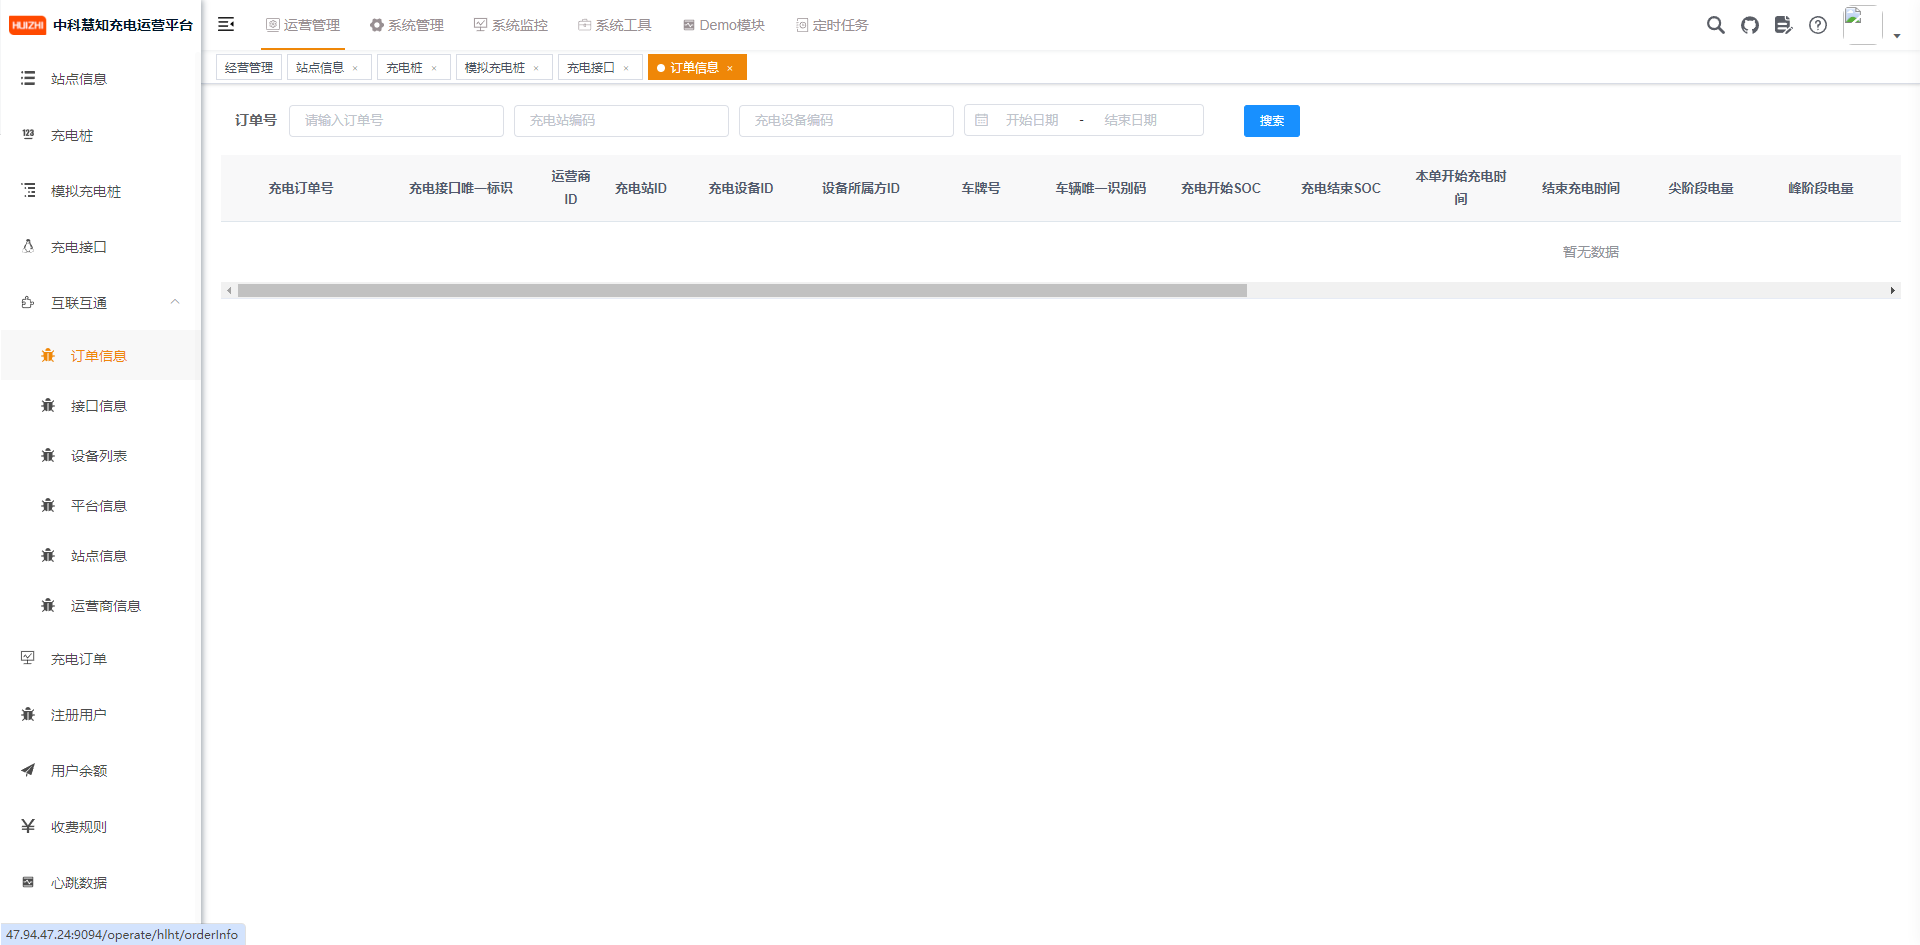 HUIZHI 中科慧知充电运营平台
运营管理 系统管理 系统监控 系统工具 Demo模块 定时任务
经营管理 站点信息 × 充电桩 × 模拟充电桩 × 充电接口 × 订单信息 ×
站点信息
充电桩
模拟充电桩
充电接口
互联互通
订单信息
接口信息
设备列表
平台信息
站点信息
运营商信息
充电订单
注册用户
用户余额
收费规则
心跳数据
订单号 请输入订单号 充电站编码 充电设备编码 开始日期 - 结束日期 搜索
充电订单号 充电接口唯一标识 运营商ID 充电站ID 充电设备ID 设备所属方ID 车牌号 车辆唯一识别码 充电开始SOC 充电结束SOC 本单开始充电时间 结束充电时间 尖阶段电量 峰阶段电量
暂无数据
47.94.47.24:9094/operate/hlht/orderInfo